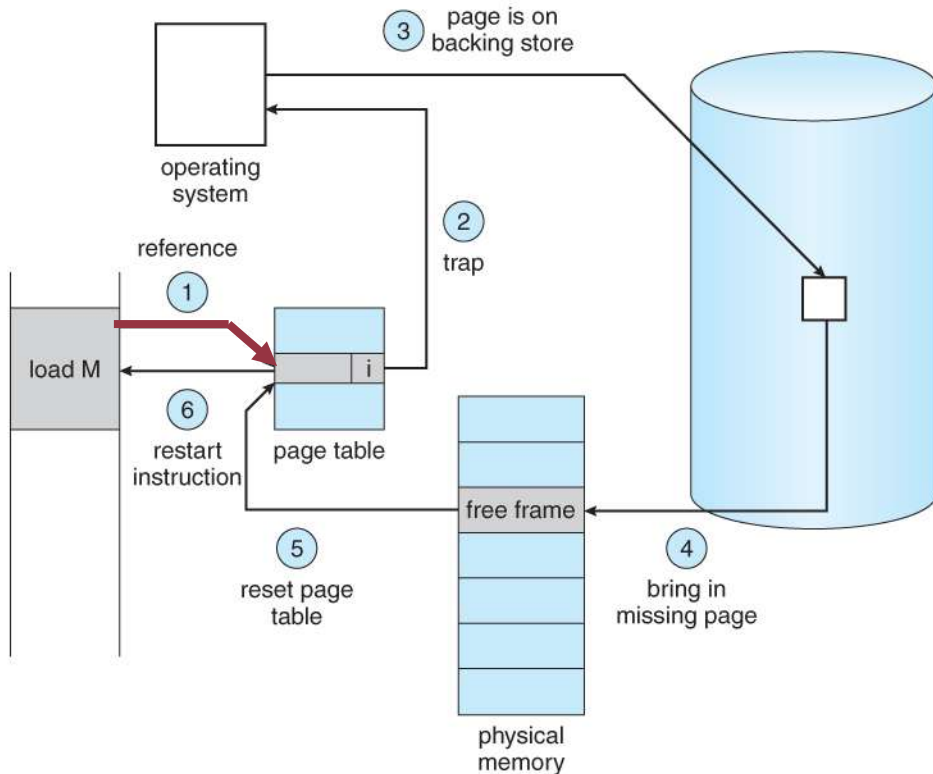 3
page is on
backing store
operating
system
2
trap
reference
1
load M
i
6
restart
instruction
page table
free frame
5
reset page
table
4
bring in
missing page
physical
memory